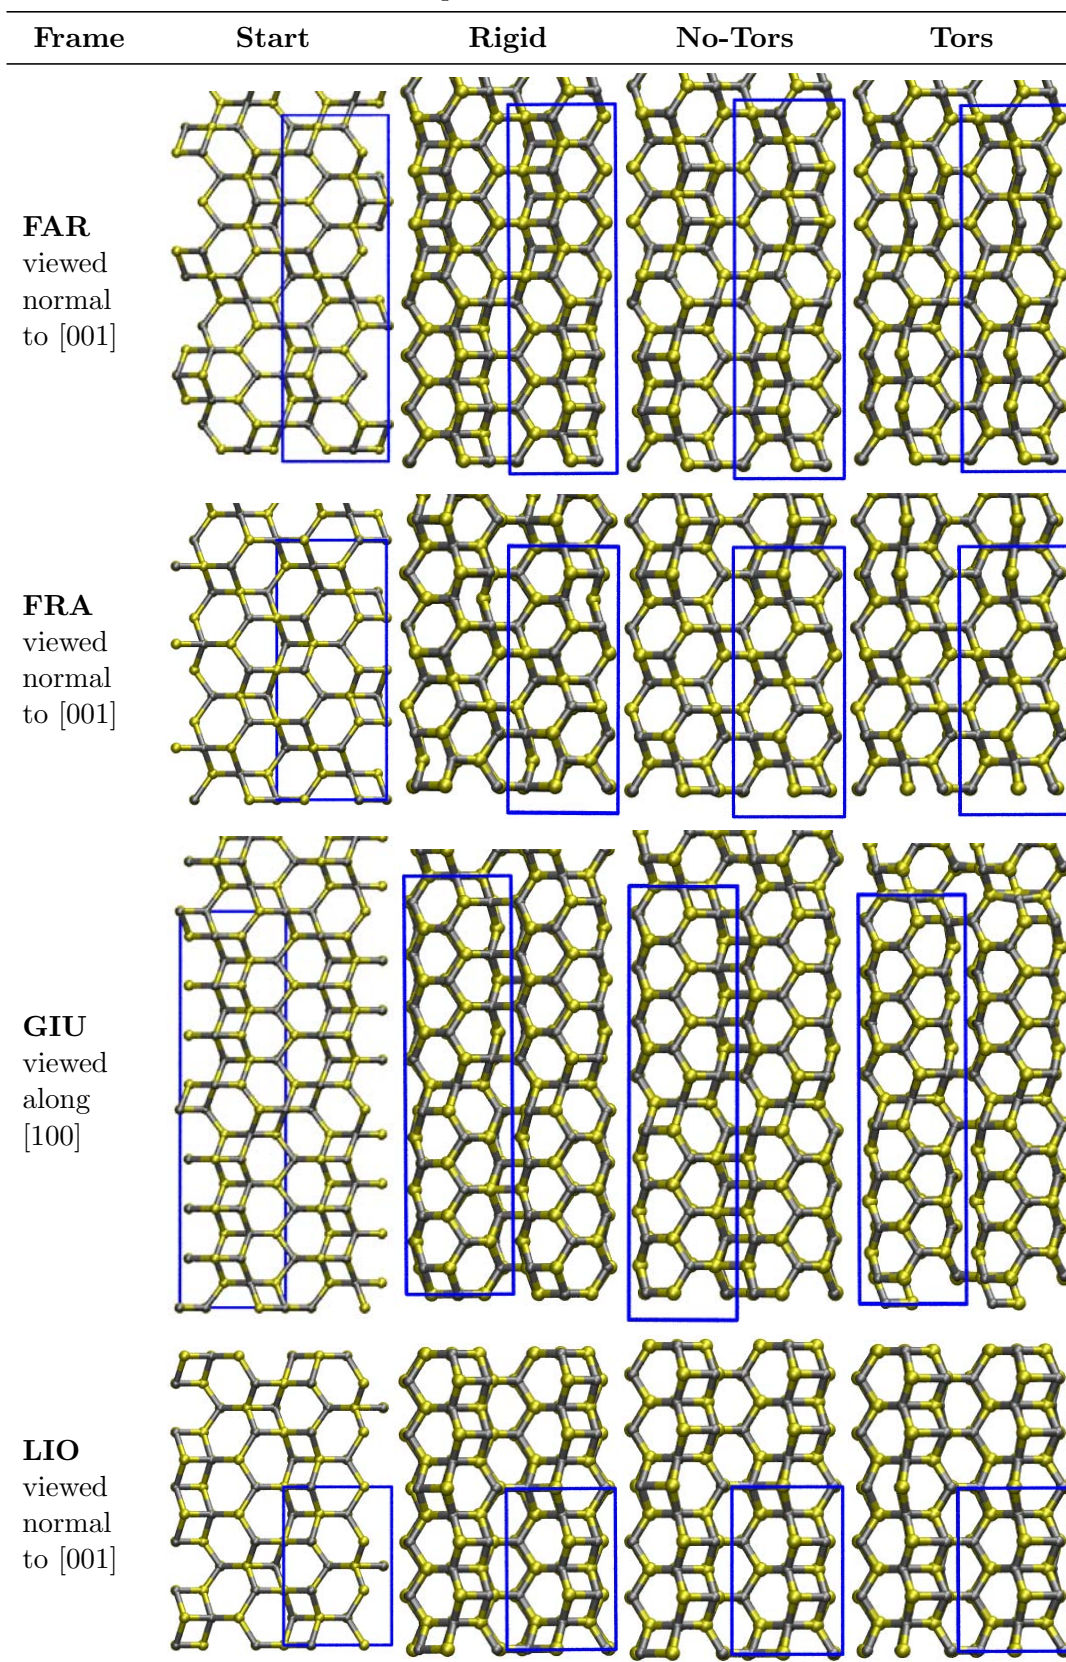 Frame Start Rigid No-Tors Tors
FAR
viewed
normal
to [001]
FRA
viewed
normal
to [001]
GIU
viewed
along
[100]
LIO
viewed
normal
to [001]